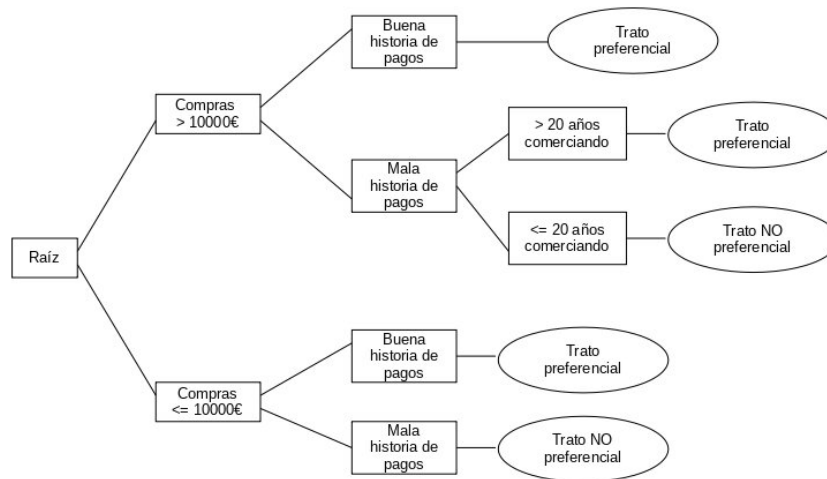 Buena
historia de
pagos
Trato
preferencial
Compras
> 10000€
> 20 años
comerciando
Trato
preferencial
Mala
historia de
pagos
<= 20 años
comerciando
Trato NO
preferencial
Raíz
Buena
historia de
pagos
Trato
preferencial
Compras
<= 10000€
Mala
historia de
pagos
Trato NO
preferencial